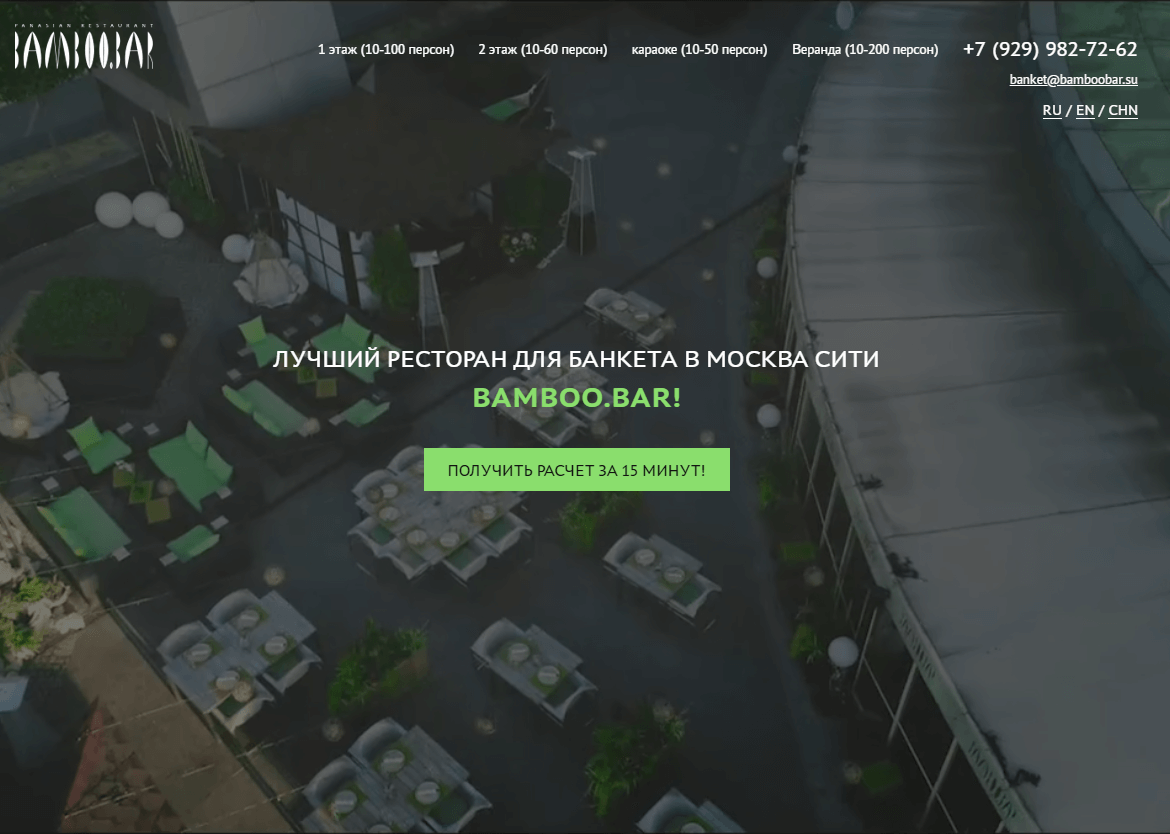 PANASIAN RESTAURANT
BAMBOO.BAR
1 этаж (10-100 персон) 2 этаж (10-60 персон) караоке (10-50 персон) Веранда (10-200 персон) +7 (929) 982-72-62
banket@bamboobar.su
RU / EN / CHN
ЛУЧШИЙ РЕСТОРАН ДЛЯ БАНКЕТА В МОСКВА СИТИ
BAMBOO.BAR!
ПОЛУЧИТЬ РАСЧЕТ ЗА 15 МИНУТ!